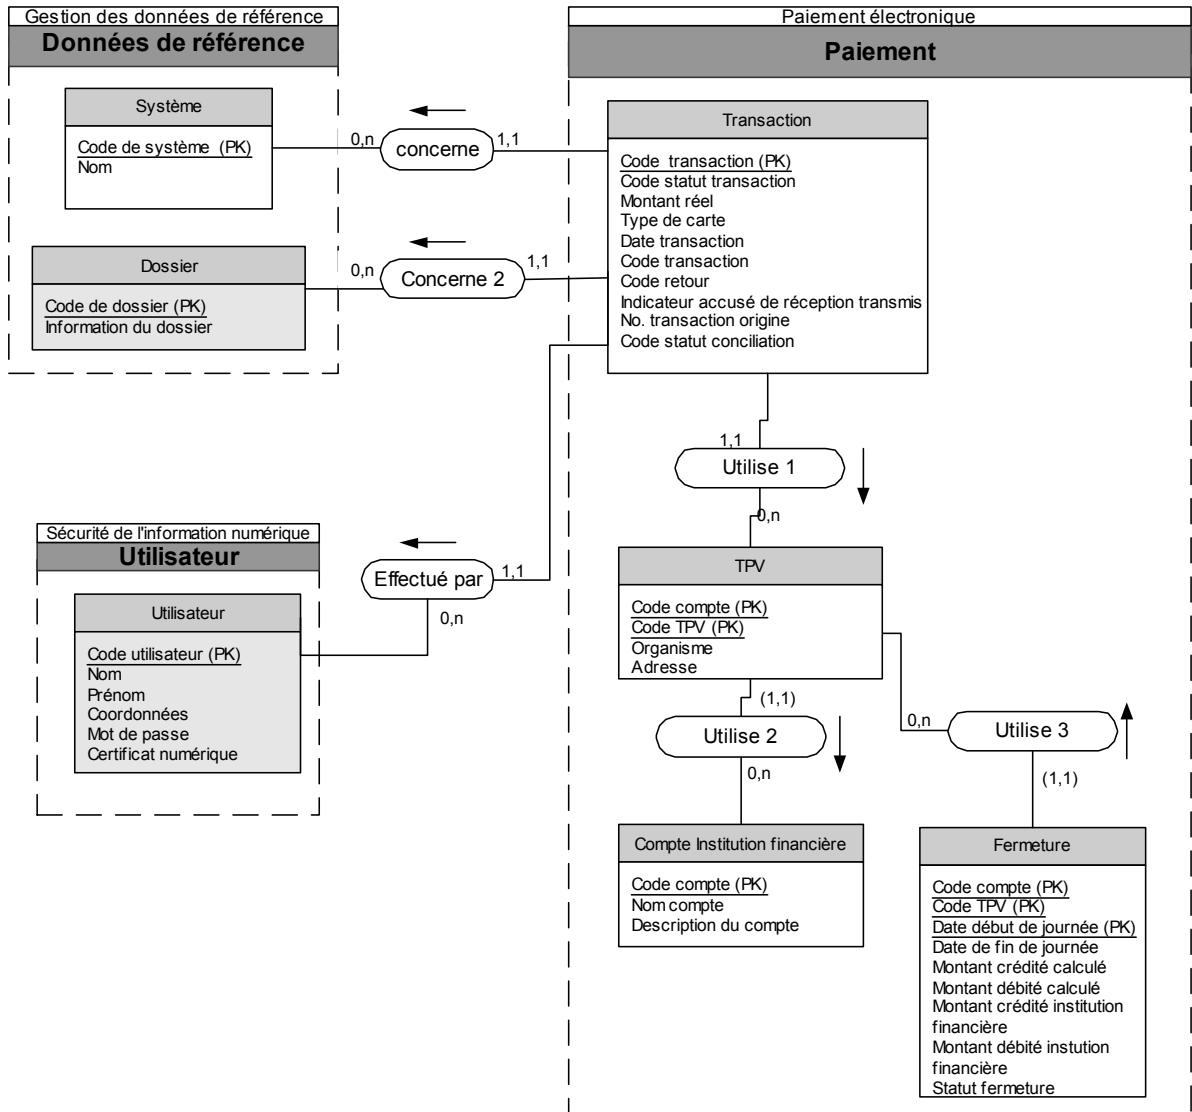 Gestion des données de référence
Données de référence
Système
Code de système (PK)
Nom
Dossier
Code de dossier (PK)
Information du dossier
0,n
concerne
1,1
0,n
Concerne 2
1,1
Paiement électronique
Paiement
Transaction
Code transaction (PK)
Code statut transaction
Montant réel
Type de carte
Date transaction
Code transaction
Code retour
Indicateur accusé de réception transmis
No. transaction origine
Code statut conciliation
1,1
Utilise 1
0,n
Sécurité de l'information numérique
Utilisateur
Utilisateur
Code utilisateur (PK)
Nom
Prénom
Coordonnées
Mot de passe
Certificat numérique
Effectué par
1,1
0,n
TPV
Code compte (PK)
Code TPV (PK)
Organisme
Adresse
(1,1)
Utilise 2
0,n
0,n
Utilise 3
(1,1)
Compte Institution financière
Code compte (PK)
Nom compte
Description du compte
Fermeture
Code compte (PK)
Code TPV (PK)
Date début de journée (PK)
Date de fin de journée
Montant crédité calculé
Montant débité calculé
Montant crédité institution
financière
Montant débité instution
financière
Statut fermeture